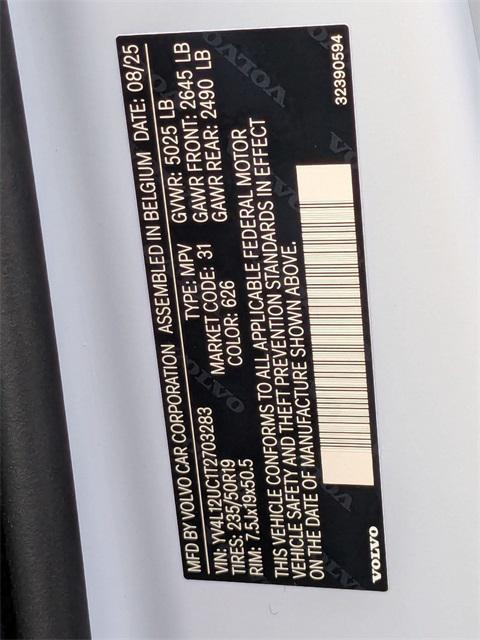 MFD BY VOLVO CAR CORPORATION ASSEMBLED IN BELGIUM DATE: 08/25
VIN: YV4L12UC1T2703283 TYPE: MPV GVWR: 5025 LB
TIRES: 235/50R19 MARKET CODE: 31 GAWR FRONT: 2645 LB
RIM: 7.5Jx19x50.5 COLOR: 626 GAWR REAR: 2490 LB
THIS VEHICLE CONFORMS TO ALL APPLICABLE FEDERAL MOTOR
VEHICLE SAFETY AND THEFT PREVENTION STANDARDS IN EFFECT
ON THE DATE OF MANUFACTURE SHOWN ABOVE.
VOLVO
32390594